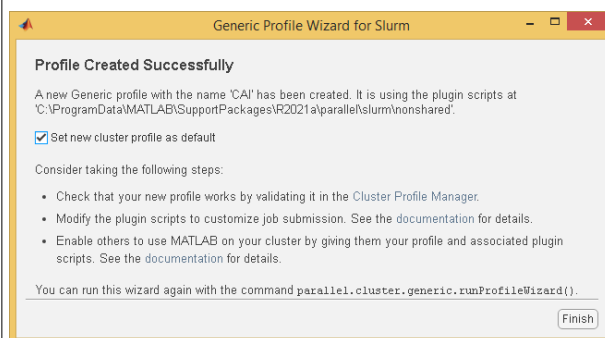 Generic Profile Wizard for Slurm
Profile Created Successfully
A new Generic profile with the name 'CAI' has been created. It is using the plugin scripts at
'C:\ProgramData\MATLAB\SupportPackages\R2021a\parallel\slurm\nonshared'.
Set new cluster profile as default
Consider taking the following steps:
• Check that your new profile works by validating it in the Cluster Profile Manager.
• Modify the plugin scripts to customize job submission. See the documentation for details.
• Enable others to use MATLAB on your cluster by giving them your profile and associated plugin
scripts. See the documentation for details.
You can run this wizard again with the command parallel.cluster.generic.runProfileWizard().
Finish